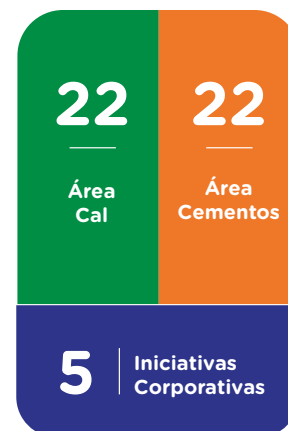 22
Área
Cal
22
Área
Cementos
5
Iniciativas
Corporativas